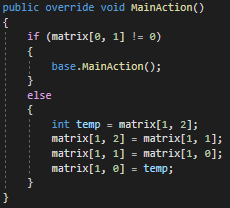 public override void MainAction()
{
    if (matrix[0, 1] != 0)
    {
        base.MainAction();
    }
    else
    {
        int temp = matrix[1, 2];
        matrix[1, 2] = matrix[1, 1];
        matrix[1, 1] = matrix[1, 0];
        matrix[1, 0] = temp;
    }
}